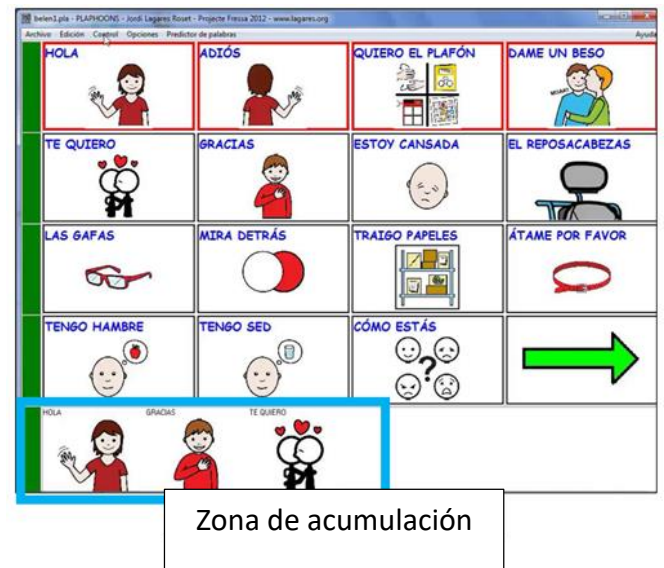 belen1.pla - PLAPHOONS - Jordi Lagares Roset - Projecte Fressa 2012 - www.lagares.org
Archivo Edición Control Opciones Predictor de palabras Ayuda
HOLA ADIÓS QUIERO EL PLAFÓN DAME UN BESO
MUAAK!
TE QUIERO GRACIAS ESTOY CANSADA EL REPOSACABEZAS
LAS GAFAS MIRA DETRÁS TRAIGO PAPELES ÁTAME POR FAVOR
TENGO HAMBRE TENGO SED CÓMO ESTÁS
?
HOLA GRACIAS TE QUIERO
Zona de acumulación